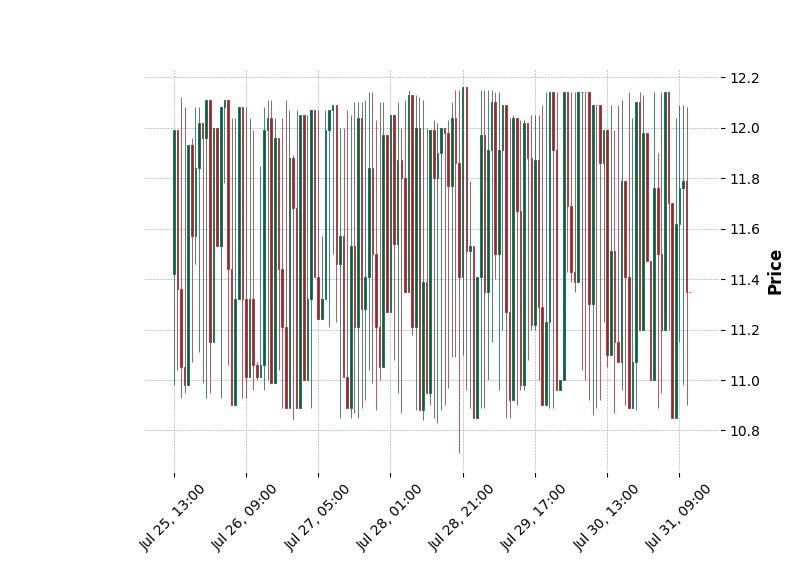 12.2
12.0
11.8
11.6
11.4
11.2
11.0
10.8
Price
Jul 25, 13:00
Jul 26, 09:00
Jul 27, 05:00
Jul 28, 01:00
Jul 28, 21:00
Jul 29, 17:00
Jul 30, 13:00
Jul 31, 09:00